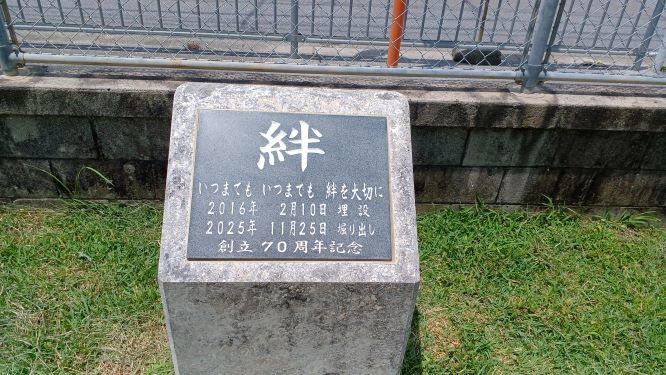 絆
いつまでも いつまでも 絆を大切に
2016年 2月10日 埋設
2025年 11月25日 掘り出し
創立70周年記念